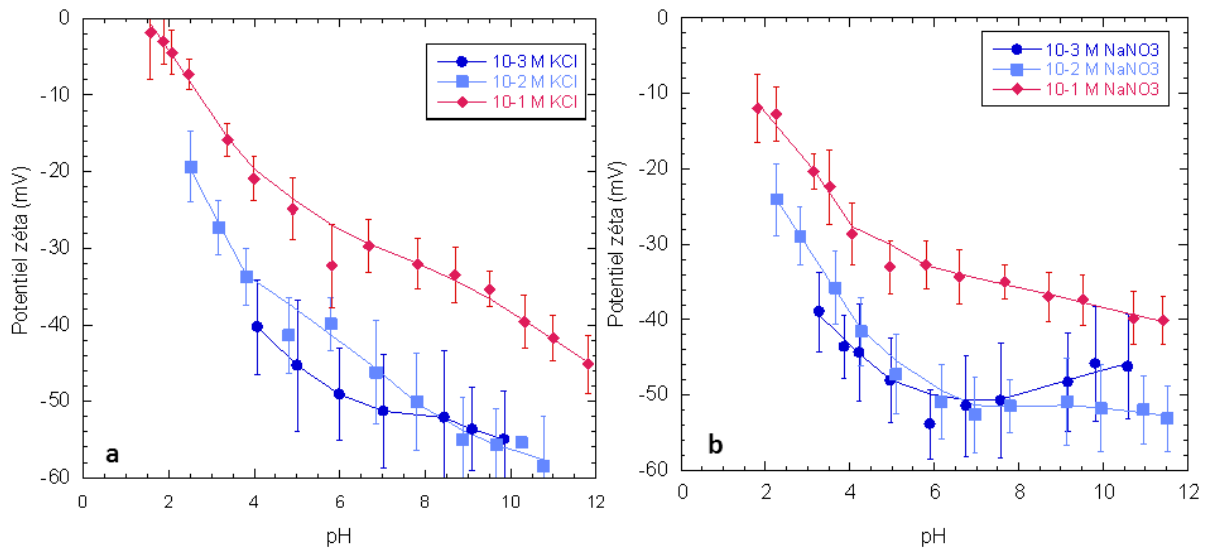 0
-10
-20
-30
-40
-50
-60
Potentiel zéta (mV)
10-3 M KCl
10-2 M KCl
10-1 M KCl
a
0 2 4 6 8 10 12
pH
0
-10
-20
-30
-40
-50
-60
Potentiel zéta (mV)
10-3 M NaNO3
10-2 M NaNO3
10-1 M NaNO3
b
0 2 4 6 8 10 12
pH